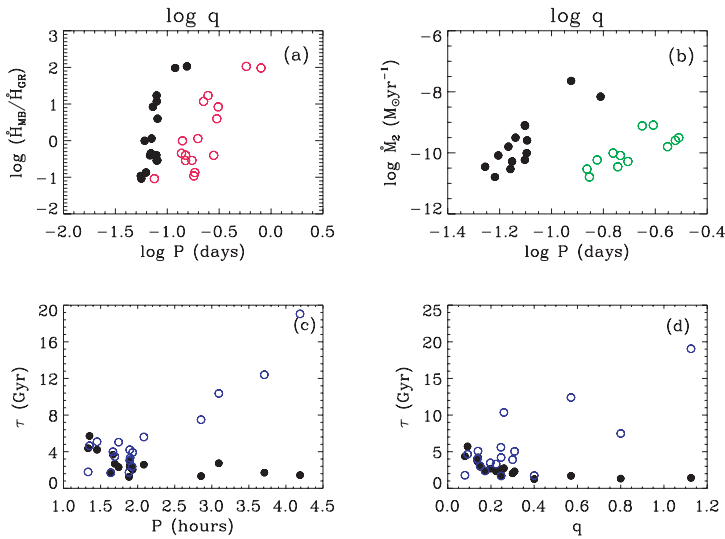 log q
log q
3
2
1
0
-1
-2
(a)
log (Ḣ_MB/Ḣ_GR)
-2.0 -1.5 -1.0 -0.5 0.0 0.5
log P (days)
-6
-8
-10
-12
(b)
log Ṁ₂ (M⊙yr⁻¹)
-1.4 -1.2 -1.0 -0.8 -0.6 -0.4
log P (days)
20
16
12
8
4
0
(c)
τ (Gyr)
1.0 1.5 2.0 2.5 3.0 3.5 4.0 4.5
P (hours)
25
20
15
10
5
0
(d)
τ (Gyr)
0.0 0.2 0.4 0.6 0.8 1.0 1.2
q